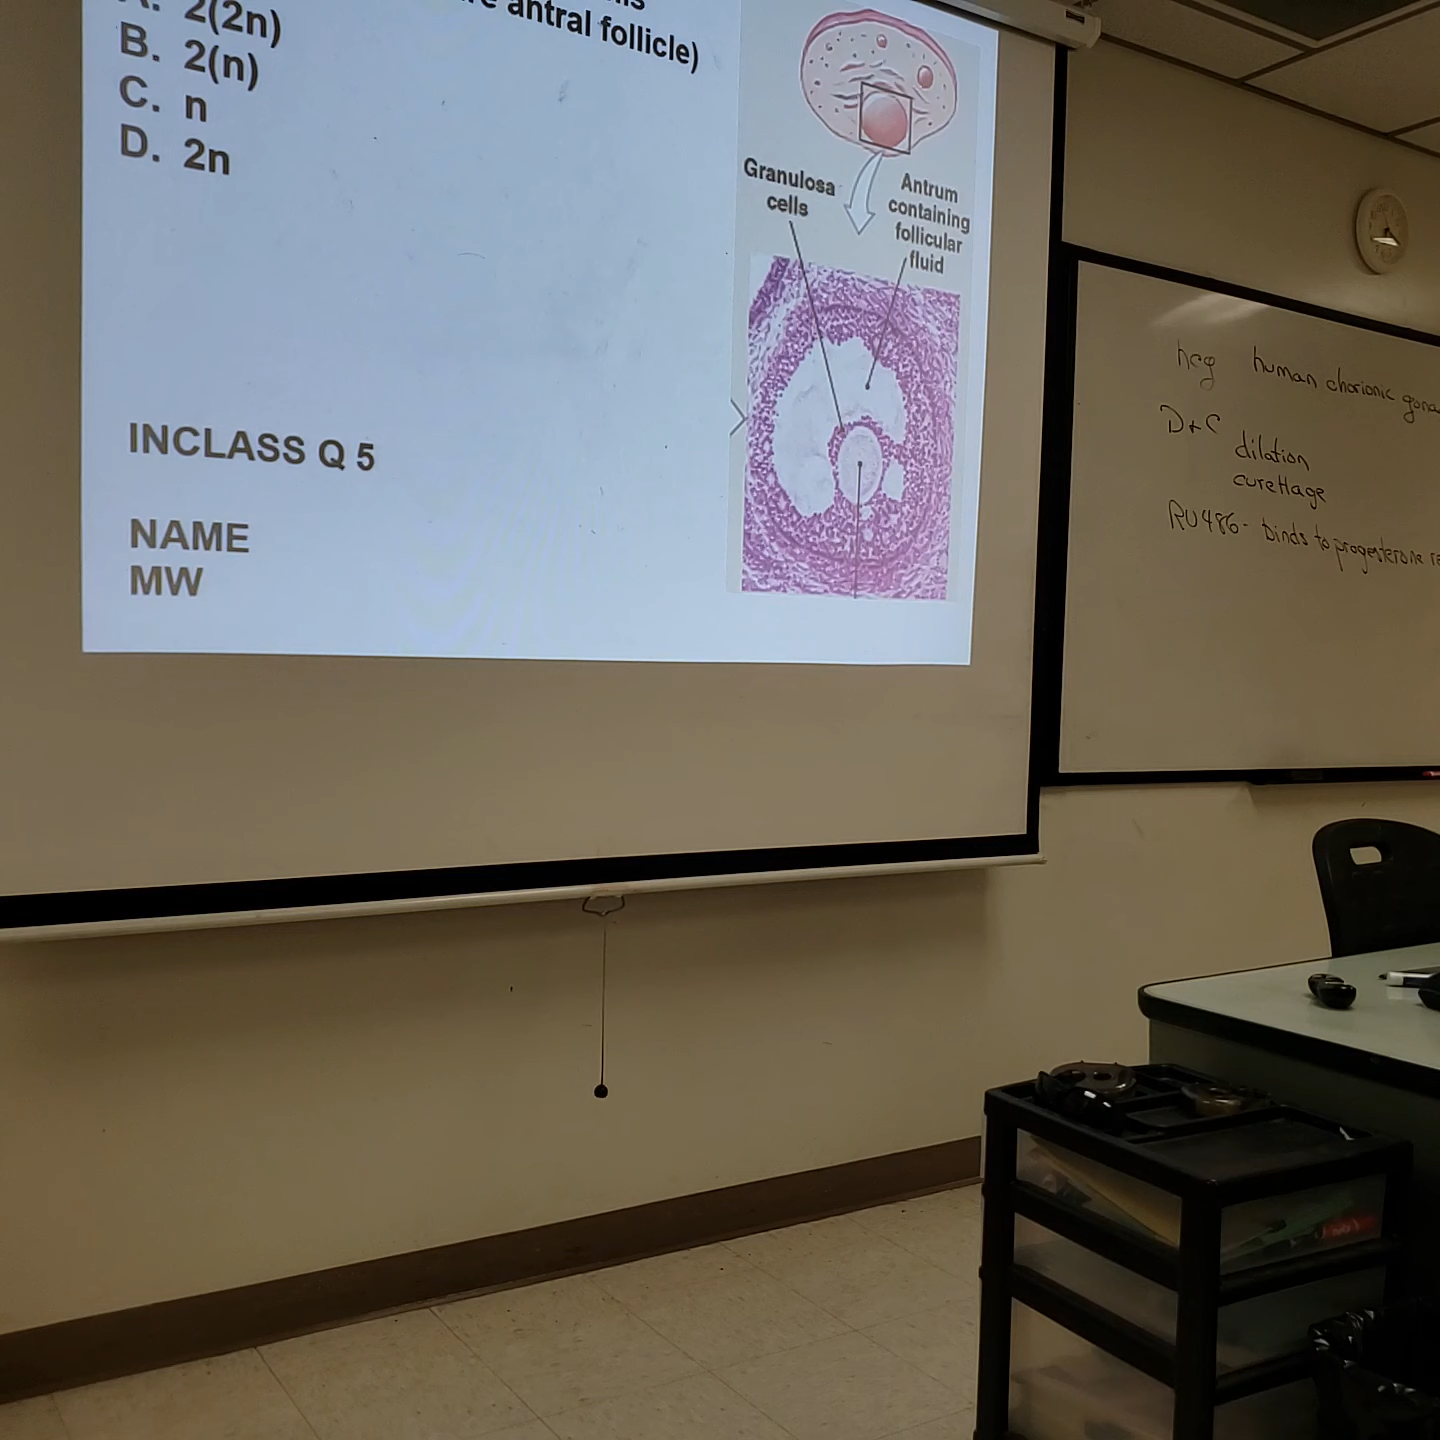 antral follicle)
A. 2(2n)
B. 2(n)
C. n
D. 2n
Granulosa
cells
Antrum
containing
follicular
fluid
INCLASS Q 5
NAME
MW
hcg human chorionic
D+C
dilation
curettage
RU486- binds to progesterone